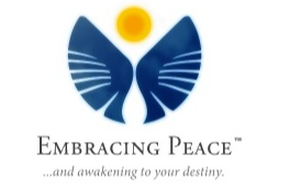 EMBRACING PEACE™
...and awakening to your destiny.